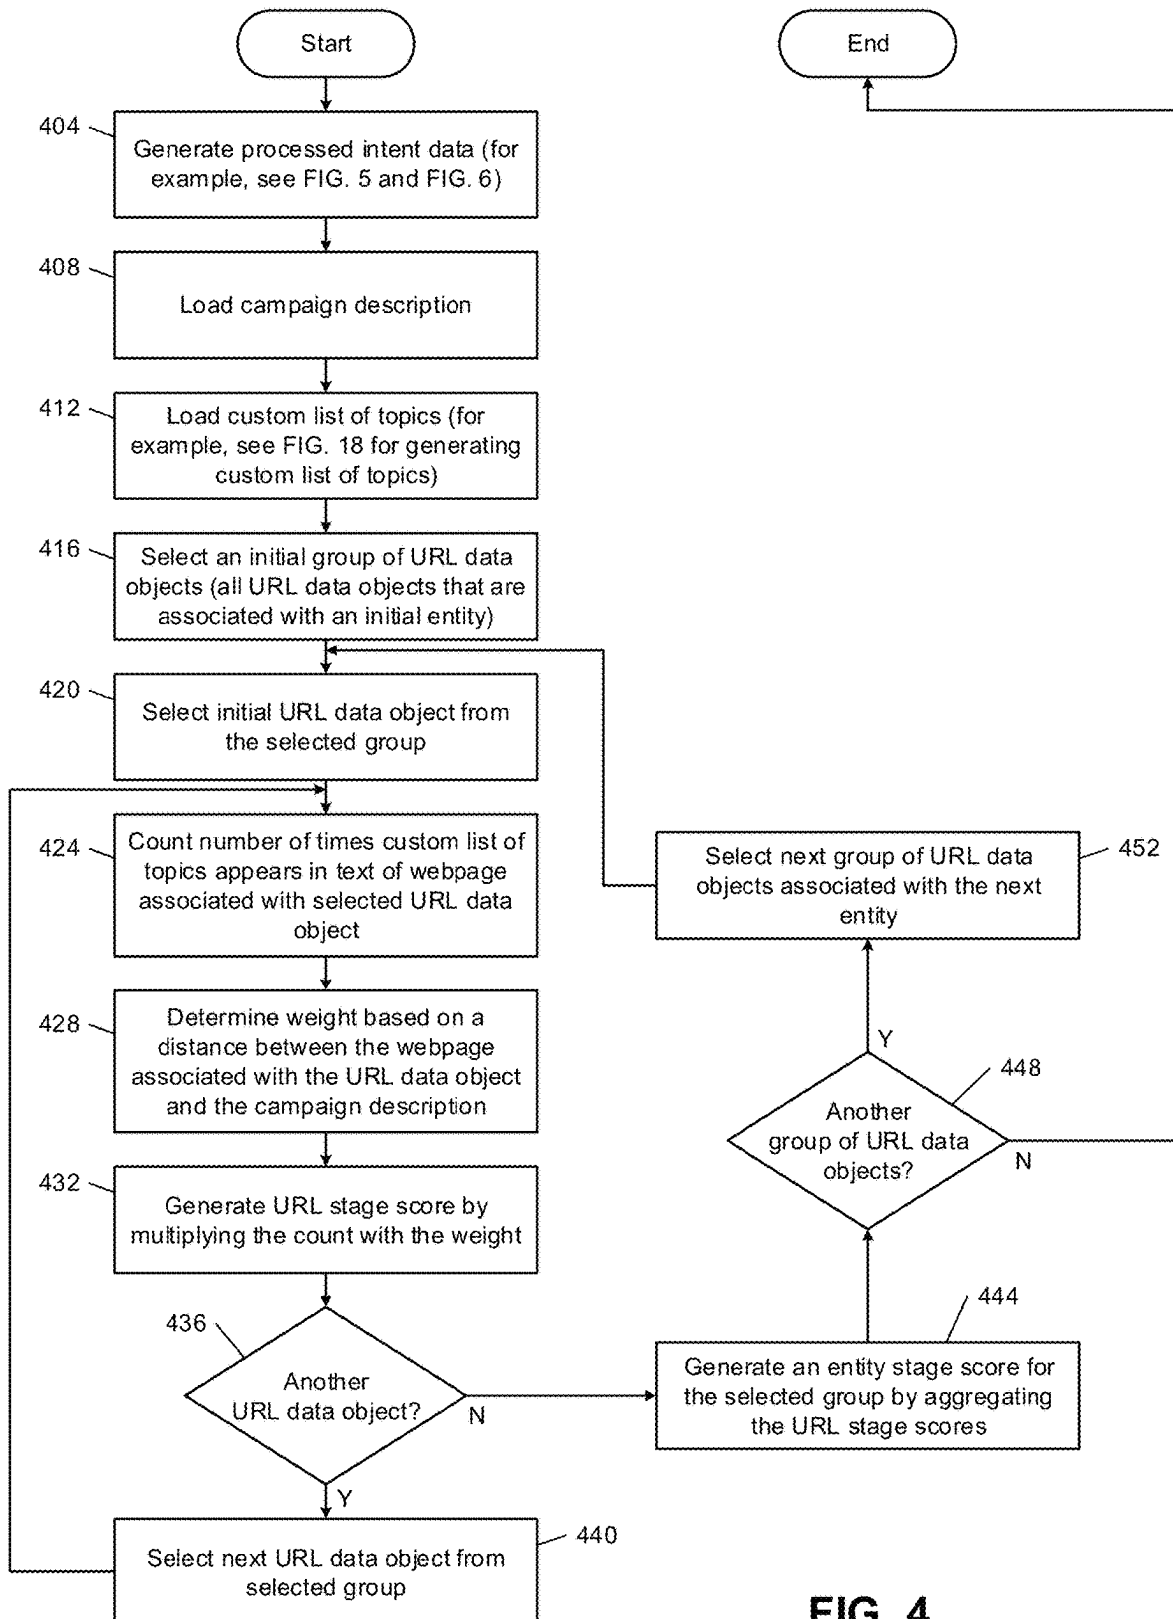 Start
End
404
Generate processed intent data (for
example, see FIG. 5 and FIG. 6)
408
Load campaign description
412
Load custom list of topics (for
example, see FIG. 18 for generating
custom list of topics)
416
Select an initial group of URL data
objects (all URL data objects that are
associated with an initial entity)
420
Select initial URL data object from
the selected group
424
Count number of times custom list of
topics appears in text of webpage
associated with selected URL data
object
452
Select next group of URL data
objects associated with the next
entity
428
Determine weight based on a
distance between the webpage
associated with the URL data object
and the campaign description
Y
448
Another
group of URL data
objects?
N
432
Generate URL stage score by
multiplying the count with the weight
436
Another
URL data object?
N
Y
444
Generate an entity stage score for
the selected group by aggregating
the URL stage scores
440
Select next URL data object from
selected group
FIG. 4